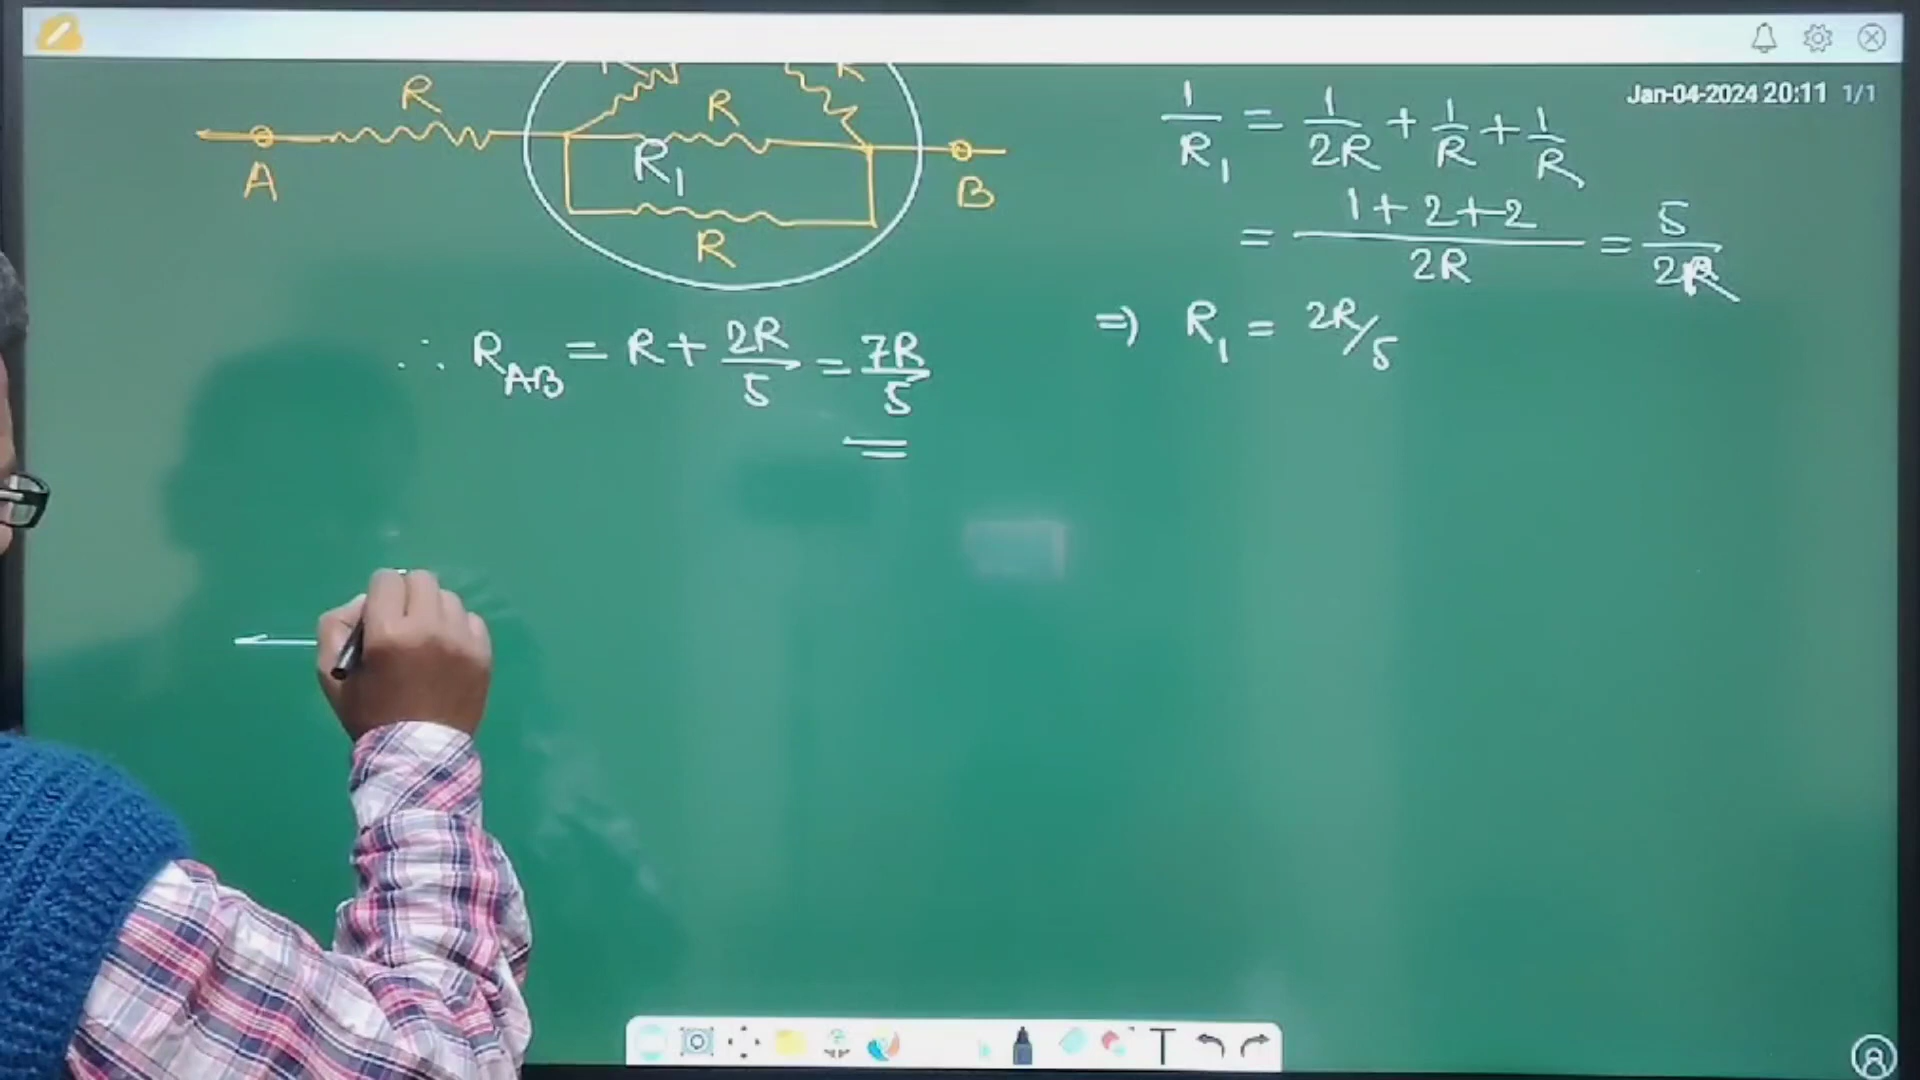 Jan-04-2024 20:11 1/1
R R
R R
A R₁ B
R
1/R₁ = 1/2R + 1/R + 1/R
= (1+2+2)/2R = 5/2R
⇒ R₁ = 2R/5
∴ R_AB = R + 2R/5 = 7R/5
T